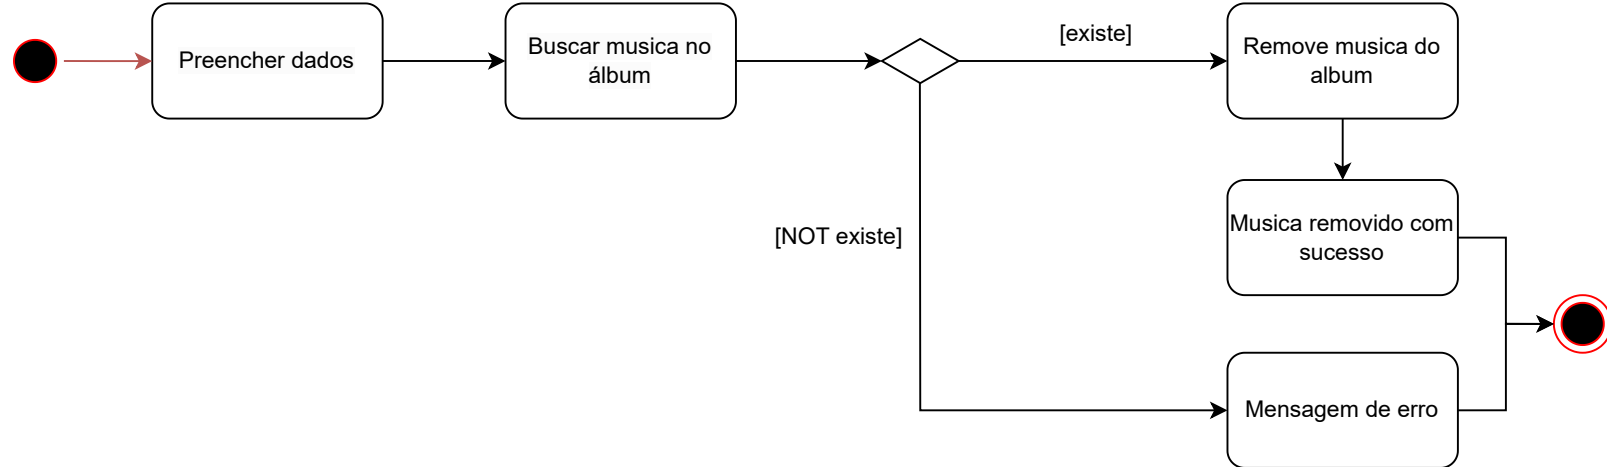 Preencher dados
Buscar musica no
álbum
[existe]
Remove musica do
album
Musica removido com
sucesso
[NOT existe]
Mensagem de erro